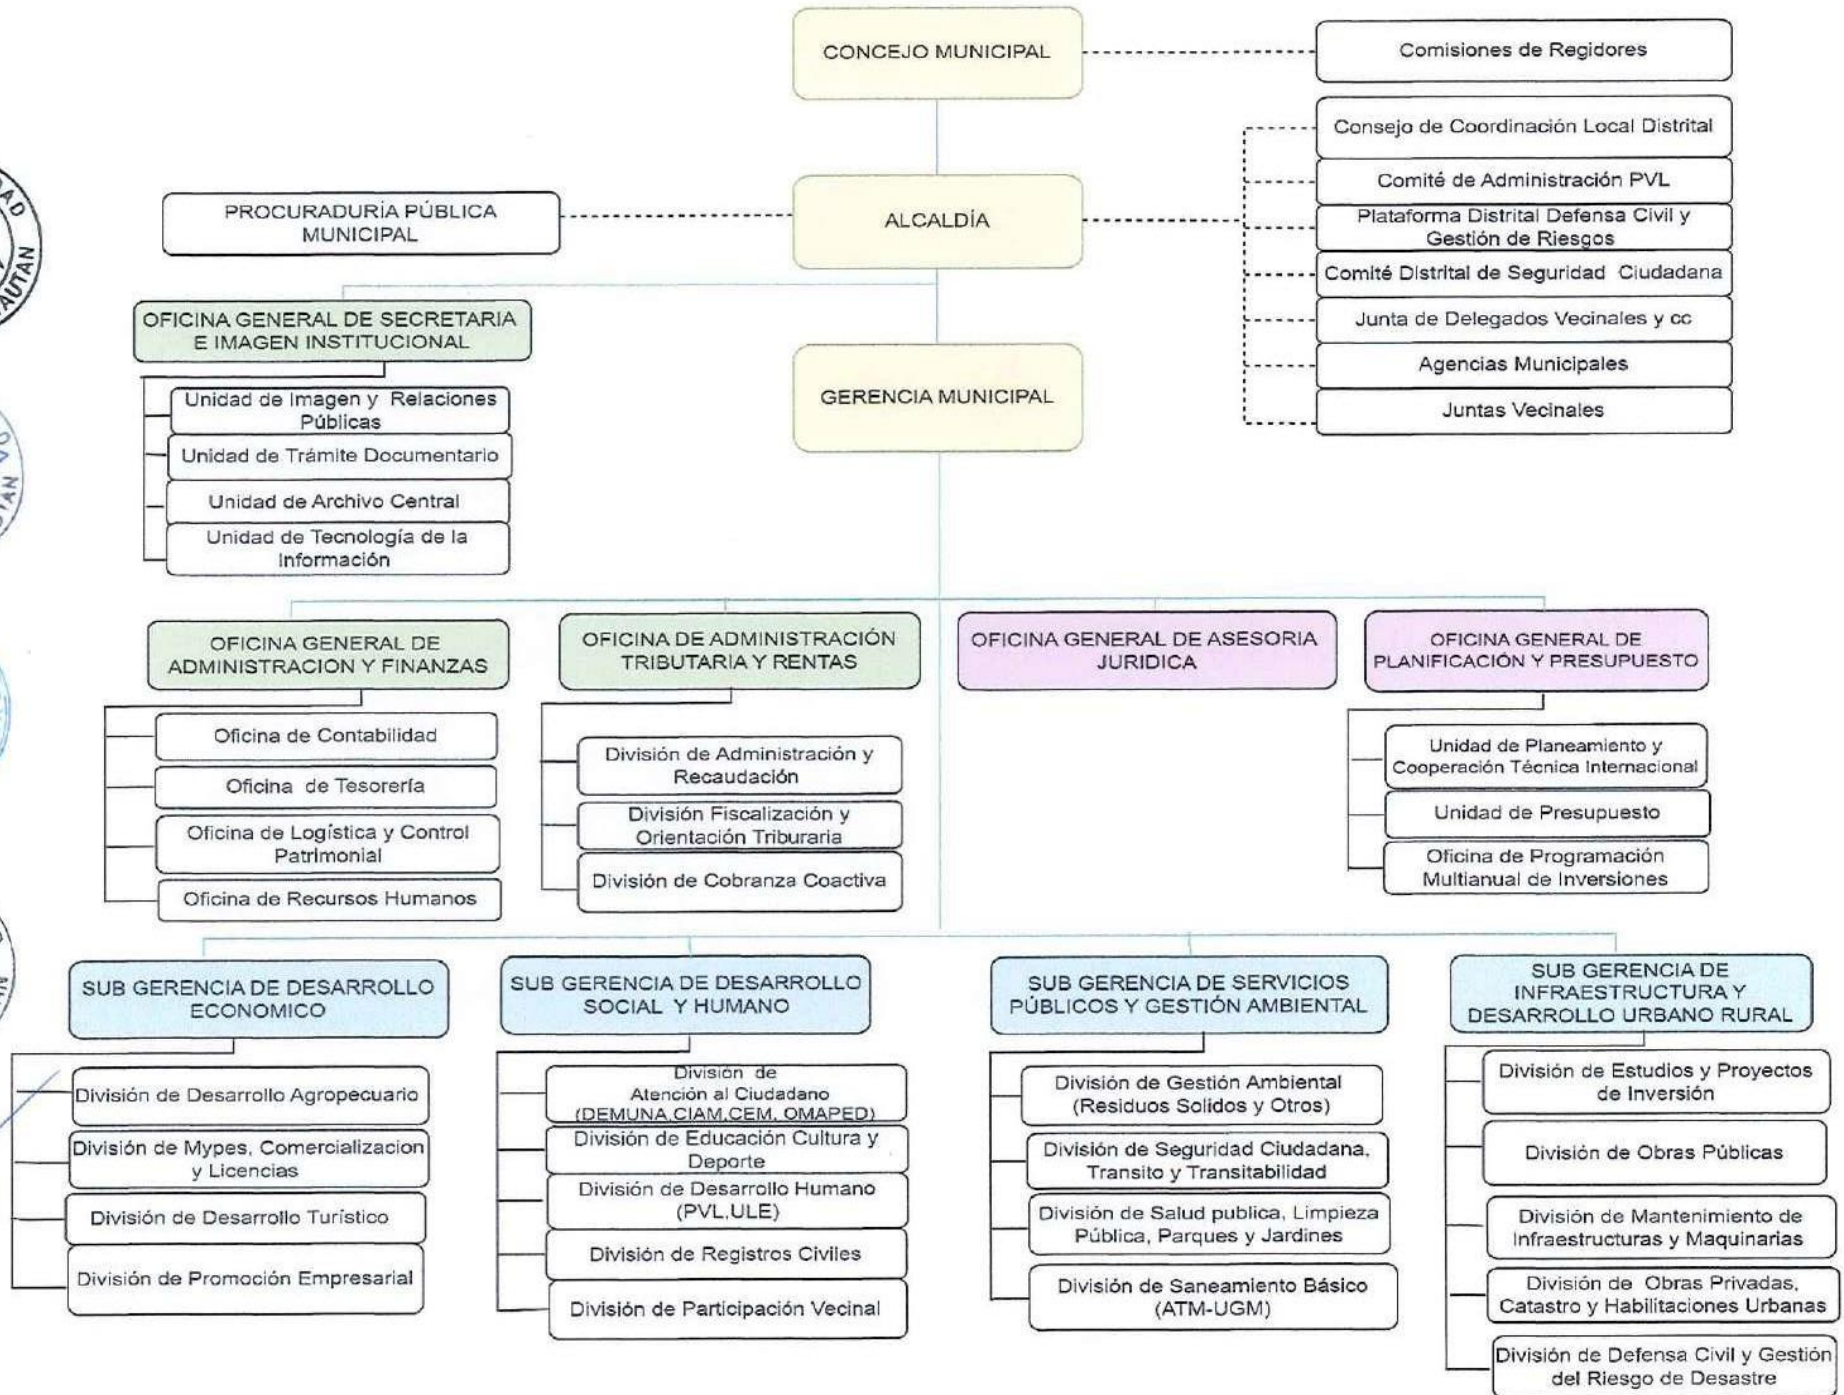 CONCEJO MUNICIPAL
Comisiones de Regidores
Consejo de Coordinación Local Distrital
Comité de Administración PVL
Plataforma Distrital Defensa Civil y
Gestión de Riesgos
Comité Distrital de Seguridad Ciudadana
Junta de Delegados Vecinales y cc
Agencias Municipales
Juntas Vecinales
PROCURADURÍA PÚBLICA
MUNICIPAL
ALCALDÍA
OFICINA GENERAL DE SECRETARIA
E IMAGEN INSTITUCIONAL
Unidad de Imagen y Relaciones
Públicas
Unidad de Trámite Documentario
Unidad de Archivo Central
Unidad de Tecnología de la
Información
GERENCIA MUNICIPAL
OFICINA GENERAL DE
ADMINISTRACION Y FINANZAS
Oficina de Contabilidad
Oficina de Tesorería
Oficina de Logística y Control
Patrimonial
Oficina de Recursos Humanos
OFICINA DE ADMINISTRACIÓN
TRIBUTARIA Y RENTAS
División de Administración y
Recaudación
División Fiscalización y
Orientación Triburaria
División de Cobranza Coactiva
OFICINA GENERAL DE ASESORIA
JURIDICA
OFICINA GENERAL DE
PLANIFICACIÓN Y PRESUPUESTO
Unidad de Planeamiento y
Cooperación Técnica Internacional
Unidad de Presupuesto
Oficina de Programación
Multianual de Inversiones
SUB GERENCIA DE DESARROLLO
ECONOMICO
División de Desarrollo Agropecuario
División de Mypes, Comercializacion
y Licencias
División de Desarrollo Turístico
División de Promoción Empresarial
SUB GERENCIA DE DESARROLLO
SOCIAL Y HUMANO
División de
Atención al Ciudadano
(DEMUNA,CIAM,CEM, OMAPED)
División de Educación Cultura y
Deporte
División de Desarrollo Humano
(PVL,ULE)
División de Registros Civiles
División de Participación Vecinal
SUB GERENCIA DE SERVICIOS
PÚBLICOS Y GESTIÓN AMBIENTAL
División de Gestión Ambiental
(Residuos Solidos y Otros)
División de Seguridad Ciudadana,
Transito y Transitabilidad
División de Salud publica, Limpieza
Pública, Parques y Jardines
División de Saneamiento Básico
(ATM-UGM)
SUB GERENCIA DE
INFRAESTRUCTURA Y
DESARROLLO URBANO RURAL
División de Estudios y Proyectos
de Inversión
División de Obras Públicas
División de Mantenimiento de
Infraestructuras y Maquinarias
División de Obras Privadas,
Catastro y Habilitaciones Urbanas
División de Defensa Civil y Gestión
del Riesgo de Desastre